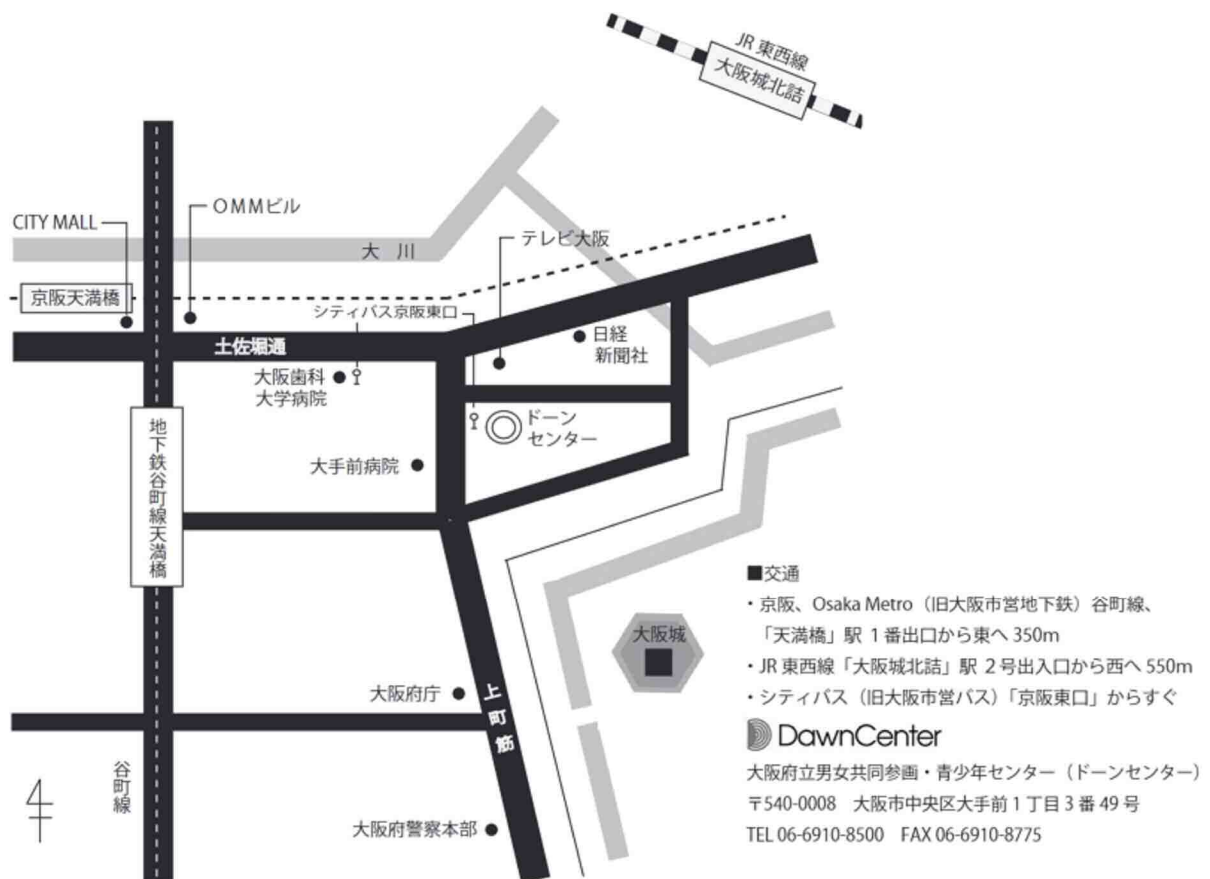 JR 東西線
大阪城北詰
OMMビル
CITY MALL
大 川
テレビ大阪
京阪天満橋
シティバス京阪東口
日経
新聞社
土佐堀通
大阪歯科
大学病院
ドーン
センター
地下鉄谷町線天満橋
大手前病院
■交通
・京阪、Osaka Metro（旧大阪市営地下鉄）谷町線、
「天満橋」駅 1番出口から東へ 350m
・JR 東西線「大阪城北詰」駅 2号出入口から西へ 550m
・シティバス（旧大阪市営バス）「京阪東口」からすぐ
大阪城
大阪府庁
上町筋
DawnCenter
谷町線
大阪府立男女共同参画・青少年センター（ドーンセンター）
〒540-0008 大阪市中央区大手前1丁目3番49号
大阪府警察本部
TEL 06-6910-8500 FAX 06-6910-8775